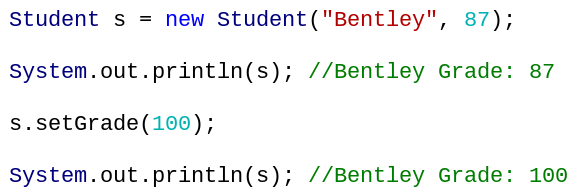 Student s = new Student("Bentley", 87);
System.out.println(s); //Bentley Grade: 87
s.setGrade(100);
System.out.println(s); //Bentley Grade: 100